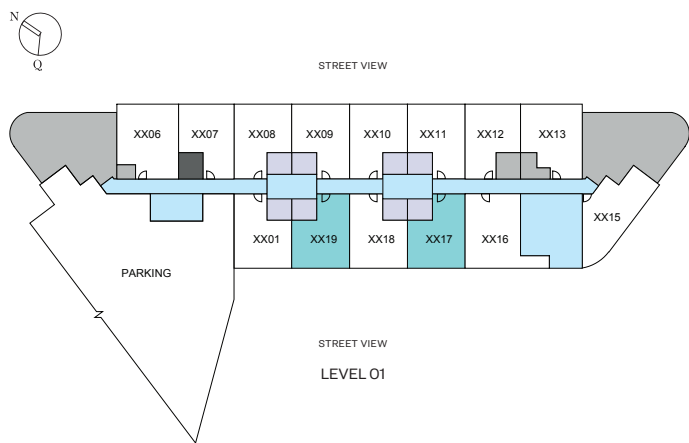 N
Q
STREET VIEW
XX06 XX07 XX08 XX09 XX10 XX11 XX12 XX13
XX15
XX01 XX19 XX18 XX17 XX16
PARKING
STREET VIEW
LEVEL 01